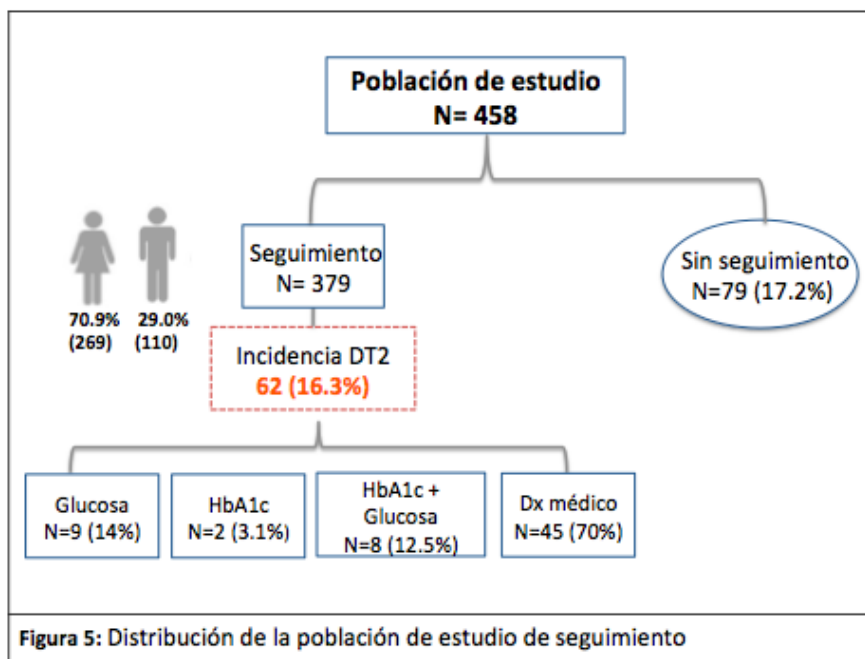 Población de estudio
N= 458
Seguimiento
N= 379
Sin seguimiento
N=79 (17.2%)
70.9%
(269)
29.0%
(110)
Incidencia DT2
62 (16.3%)
Glucosa
N=9 (14%)
HbA1c
N=2 (3.1%)
HbA1c +
Glucosa
N=8 (12.5%)
Dx médico
N=45 (70%)
Figura 5: Distribución de la población de estudio de seguimiento